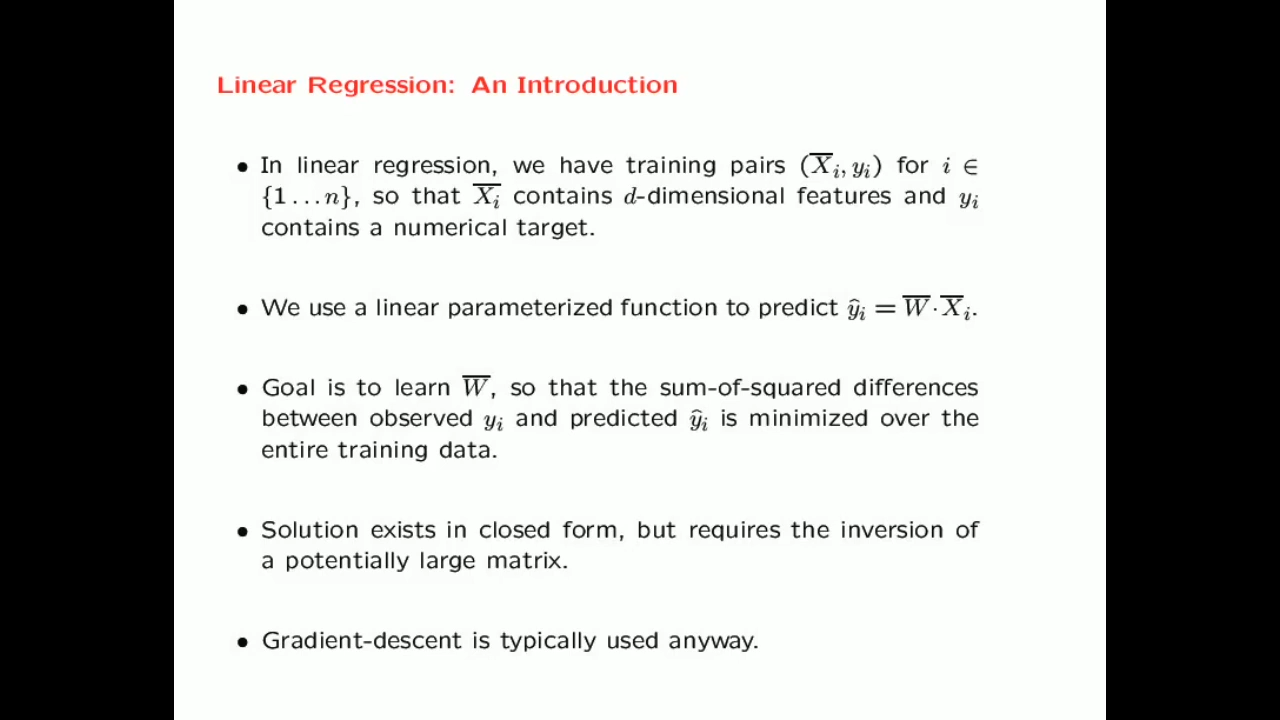 Linear Regression: An Introduction
• In linear regression, we have training pairs (X̅ᵢ, yᵢ) for i ∈
{1 . . . n}, so that X̅ᵢ contains d-dimensional features and yᵢ
contains a numerical target.
• We use a linear parameterized function to predict ŷᵢ = W̅ · X̅ᵢ.
• Goal is to learn W̅, so that the sum-of-squared differences
between observed yᵢ and predicted ŷᵢ is minimized over the
entire training data.
• Solution exists in closed form, but requires the inversion of
a potentially large matrix.
• Gradient-descent is typically used anyway.